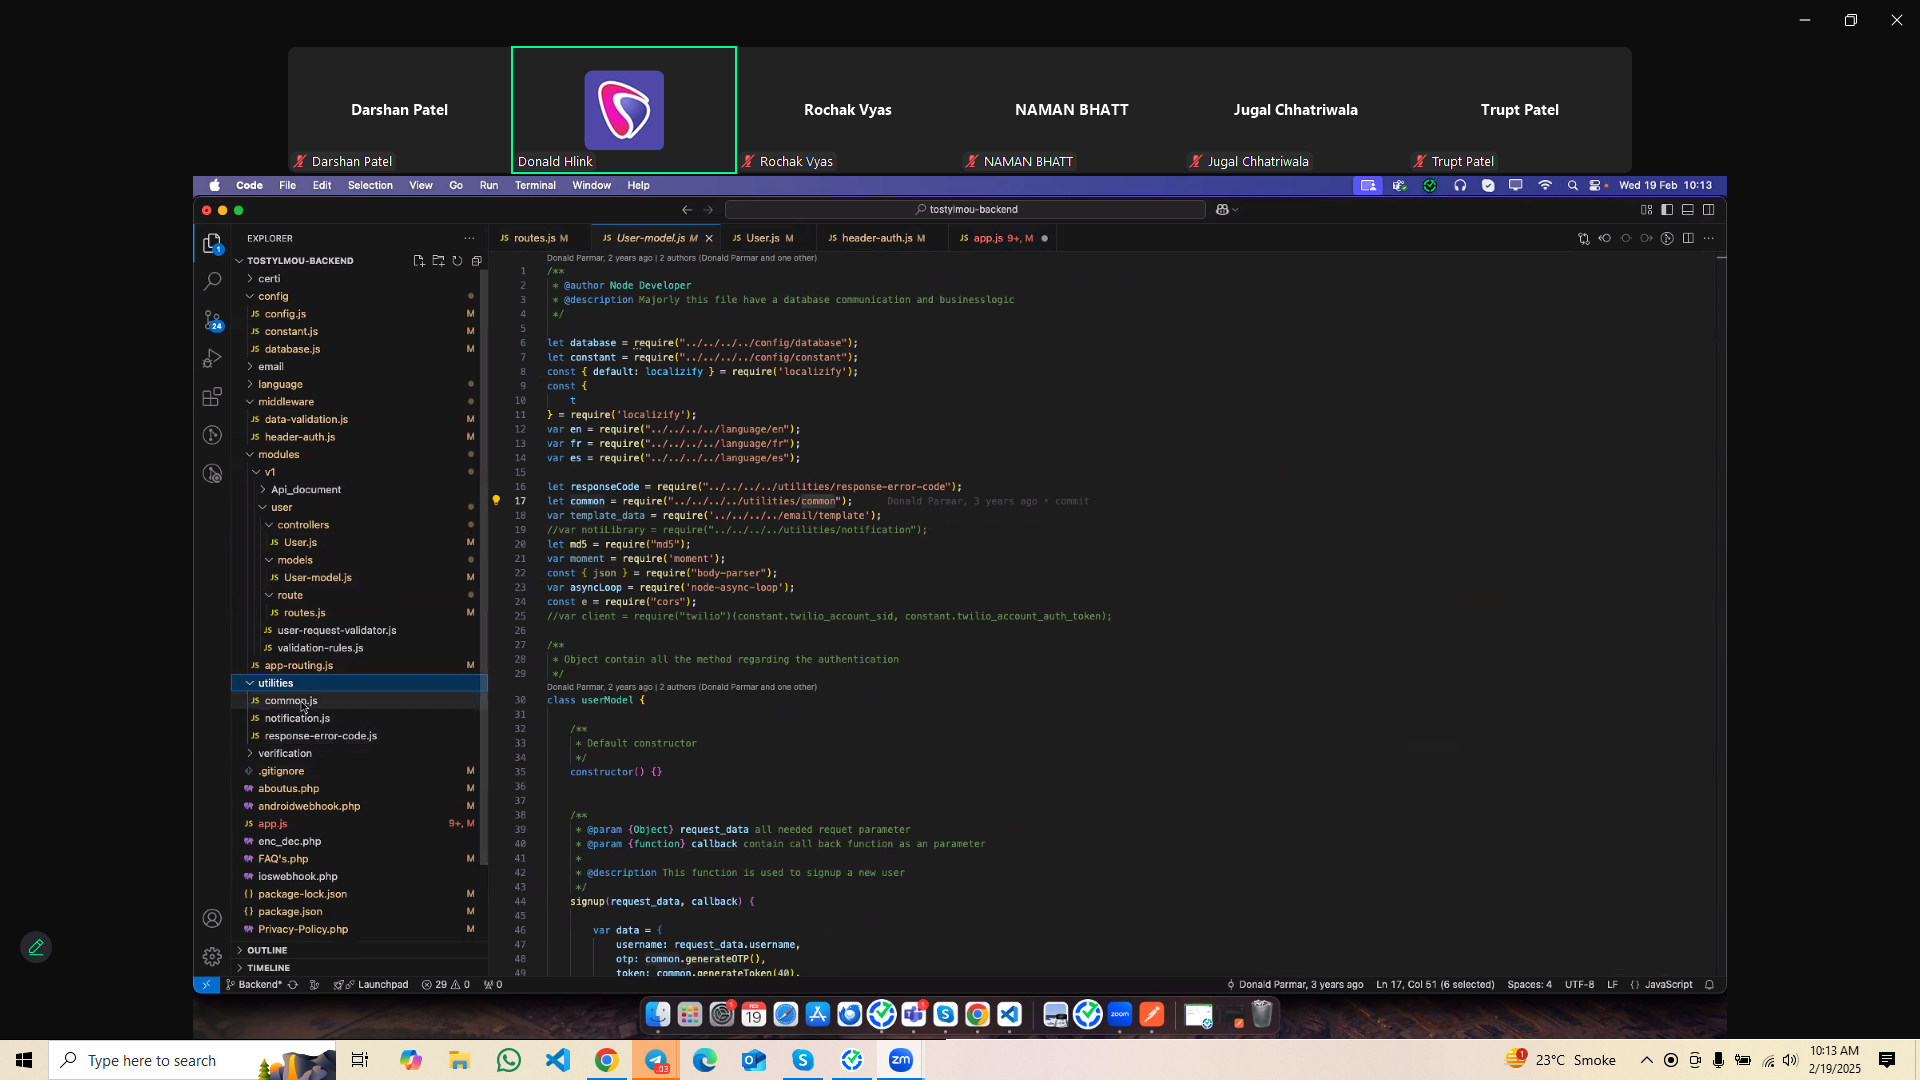 Darshan Patel
Rochak Vyas
NAMAN BHATT
Jugal Chhatriwala
Trupt Patel
Darshan Patel
Donald Hlink
Rochak Vyas
NAMAN BHATT
Jugal Chhatriwala
Trupt Patel
Code File Edit Selection View Go Run Terminal Window Help
Wed 19 Feb 10:13
tostylmou-backend
EXPLORER
routes.js M
User-model.js M
User.js M
header-auth.js M
app.js 9+, M
TOSTYLMOU-BACKEND
certi
config
config.js M
constant.js M
database.js M
email
language
middleware
data-validation.js M
header-auth.js M
modules
v1
Api_document
user
controllers
User.js M
models
User-model.js M
route
routes.js M
user-request-validator.js
validation-rules.js
app-routing.js M
utilities
common.js
notification.js
response-error-code.js
verification
.gitignore M
aboutus.php M
androidwebhook.php M
app.js 9+, M
enc_dec.php
FAQ's.php M
ioswebhook.php
package-lock.json M
package.json M
Privacy-Policy.php M
OUTLINE
TIMELINE
1
24
Donald Parmar, 2 years ago | 2 authors (Donald Parmar and one other)
1 /**
2 * @author Node Developer
3 * @description Majorly this file have a database communication and businesslogic
4 */
5
6 let database = require("../../../../config/database");
7 let constant = require("../../../../config/constant");
8 const { default: localizify } = require('localizify');
9 const {
10 t
11 } = require('localizify');
12 var en = require("../../../../language/en");
13 var fr = require("../../../../language/fr");
14 var es = require("../../../../language/es");
15
16 let responseCode = require("../../../../utilities/response-error-code");
17 let common = require("../../../../utilities/common"); Donald Parmar, 3 years ago • commit
18 var template_data = require('../../../../email/template');
19 //var notiLibrary = require("../../../../utilities/notification");
20 let md5 = require("md5");
21 var moment = require('moment');
22 const { json } = require("body-parser");
23 var asyncLoop = require('node-async-loop');
24 const e = require("cors");
25 //var client = require("twilio")(constant.twilio_account_sid, constant.twilio_account_auth_token);
26
27 /**
28 * Object contain all the method regarding the authentication
29 */
Donald Parmar, 2 years ago | 2 authors (Donald Parmar and one other)
30 class userModel {
31
32 /**
33 * Default constructor
34 */
35 constructor() {}
36
37
38 /**
39 * @param {Object} request_data all needed requet parameter
40 * @param {function} callback contain call back function as an parameter
41 *
42 * @description This function is used to signup a new user
43 */
44 signup(request_data, callback) {
45
46 var data = {
47 username: request_data.username,
48 otp: common.generateOTP(),
49 token: common.generateToken(40),
Backend* Launchpad 29 0 0
Donald Parmar, 3 years ago Ln 17, Col 51 (6 selected) Spaces: 4 UTF-8 LF {} JavaScript
FEB
19
zoom
Type here to search
.03
zm
1
23°C Smoke
10:13 AM
2/19/2025